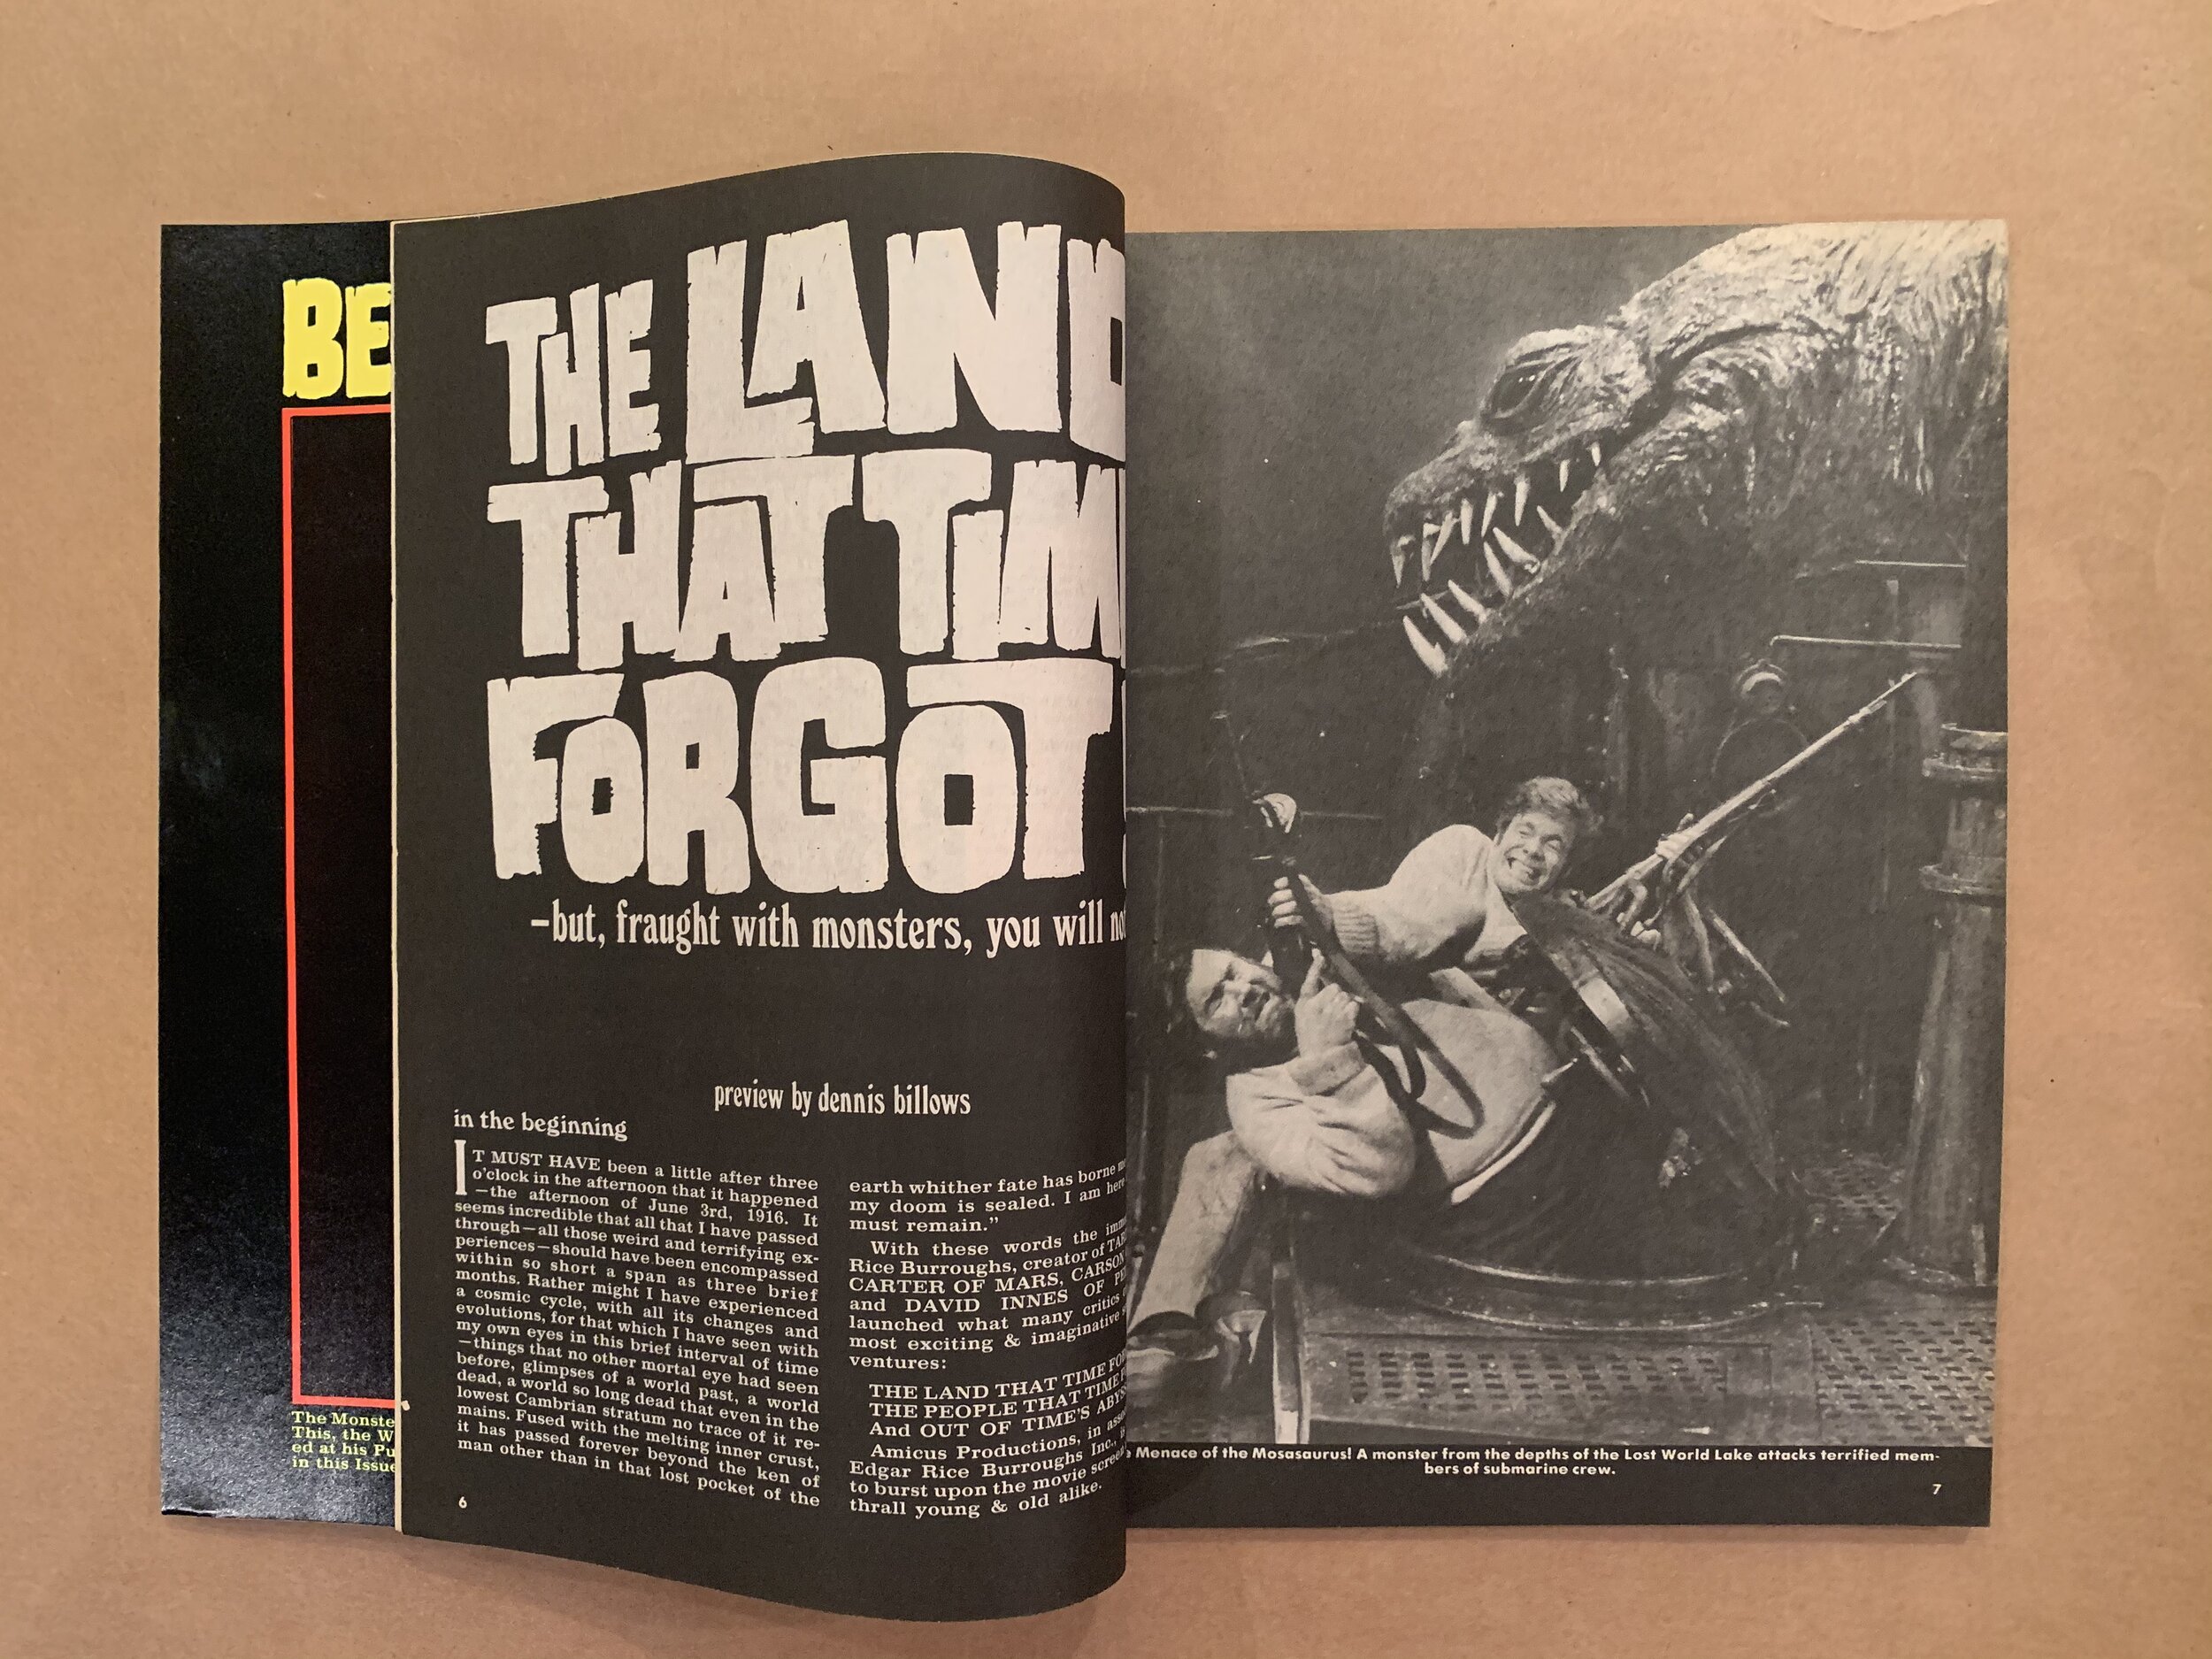 BE
The Monste
This, the W
ed at his Pu
in this Issue
THE LAND
THAT TIM
FORGOT
–but, fraught with monsters, you will no
preview by dennis billows
in the beginning
IT MUST HAVE been a little after three
o'clock in the afternoon that it happened
—the afternoon of June 3rd, 1916. It
seems incredible that all that I have passed
through—all those weird and terrifying ex-
periences—should have been encompassed
within so short a span as three brief
months. Rather might I have experienced
a cosmic cycle, with all its changes and
evolutions, for that which I have seen with
my own eyes in this brief interval of time
—things that no other mortal eye had seen
before, glimpses of a world past, a world
dead, a world so long dead that even in the
lowest Cambrian stratum no trace of it re-
mains. Fused with the melting inner crust,
it has passed forever beyond the ken of
man other than in that lost pocket of the
earth whither fate has borne
my doom is sealed. I am here
must remain."
With these words the imm
Rice Burroughs, creator of TAR
CARTER OF MARS, CARSON
and DAVID INNES OF PE
launched what many critics
most exciting & imaginative
ventures:
THE LAND THAT TIME FOR
THE PEOPLE THAT TIME F
And OUT OF TIME'S ABYS
Amicus Productions, in asso
Edgar Rice Burroughs Inc.,
to burst upon the movie screen
thrall young & old alike.
6
Menace of the Mosasaurus! A monster from the depths of the Lost World Lake attacks terrified mem-
bers of submarine crew.
7